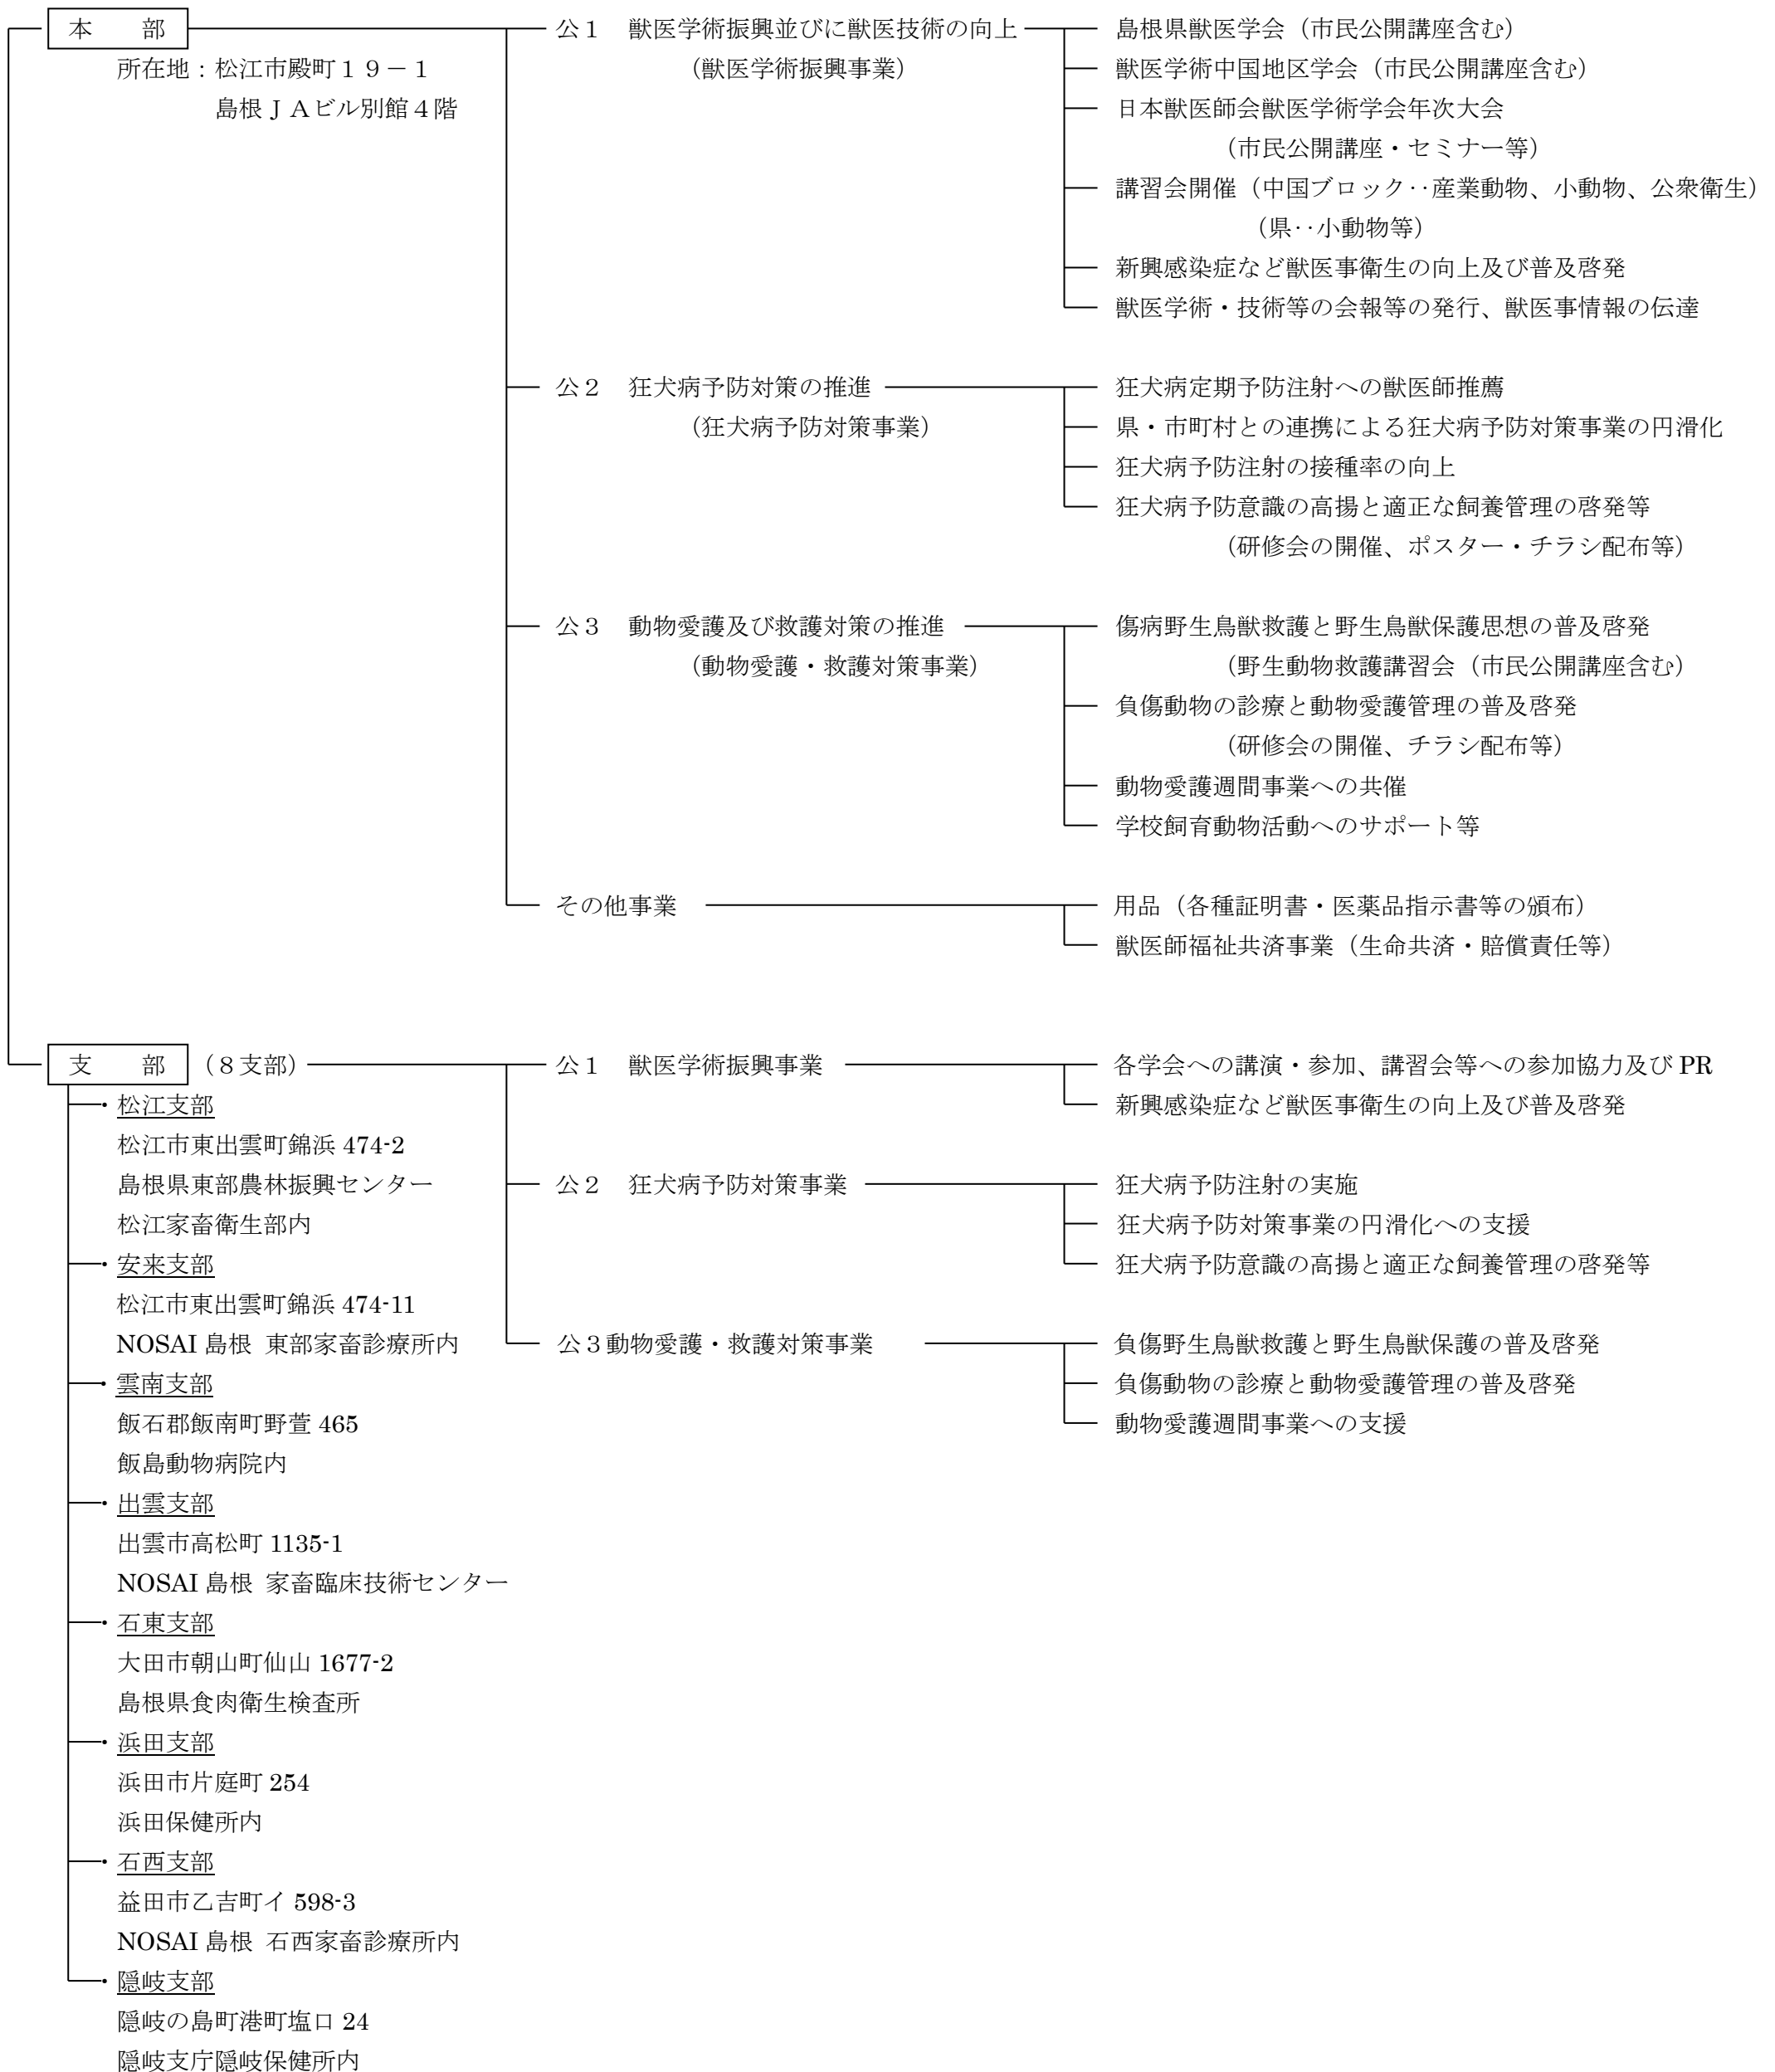 本　　部
所在地：松江市殿町１９－１
島根ＪＡビル別館４階
公１　獣医学術振興並びに獣医技術の向上
（獣医学術振興事業）
島根県獣医学会（市民公開講座含む）
獣医学術中国地区学会（市民公開講座含む）
日本獣医師会獣医学術学会年次大会
（市民公開講座・セミナー等）
講習会開催（中国ブロック‥産業動物、小動物、公衆衛生）
（県‥小動物等）
新興感染症など獣医事衛生の向上及び普及啓発
獣医学術・技術等の会報等の発行、獣医事情報の伝達
公２　狂犬病予防対策の推進
（狂犬病予防対策事業）
狂犬病定期予防注射への獣医師推薦
県・市町村との連携による狂犬病予防対策事業の円滑化
狂犬病予防注射の接種率の向上
狂犬病予防意識の高揚と適正な飼養管理の啓発等
（研修会の開催、ポスター・チラシ配布等）
公３　動物愛護及び救護対策の推進
（動物愛護・救護対策事業）
傷病野生鳥獣救護と野生鳥獣保護思想の普及啓発
（野生動物救護講習会（市民公開講座含む）
負傷動物の診療と動物愛護管理の普及啓発
（研修会の開催、チラシ配布等）
動物愛護週間事業への共催
学校飼育動物活動へのサポート等
その他事業
用品（各種証明書・医薬品指示書等の頒布）
獣医師福祉共済事業（生命共済・賠償責任等）
支　　部（８支部）
・松江支部
松江市東出雲町錦浜 474-2
島根県東部農林振興センター
松江家畜衛生部内
・安来支部
松江市東出雲町錦浜 474-11
NOSAI 島根 東部家畜診療所内
・雲南支部
飯石郡飯南町野萱 465
飯島動物病院内
・出雲支部
出雲市高松町 1135-1
NOSAI 島根 家畜臨床技術センター
・石東支部
大田市朝山町仙山 1677-2
島根県食肉衛生検査所
・浜田支部
浜田市片庭町 254
浜田保健所内
・石西支部
益田市乙吉町イ 598-3
NOSAI 島根 石西家畜診療所内
・隠岐支部
隠岐の島町港町塩口 24
隠岐支庁隠岐保健所内
公１　獣医学術振興事業
各学会への講演・参加、講習会等への参加協力及び PR
新興感染症など獣医事衛生の向上及び普及啓発
公２　狂犬病予防対策事業
狂犬病予防注射の実施
狂犬病予防対策事業の円滑化への支援
狂犬病予防意識の高揚と適正な飼養管理の啓発等
公３動物愛護・救護対策事業
負傷野生鳥獣救護と野生鳥獣保護の普及啓発
負傷動物の診療と動物愛護管理の普及啓発
動物愛護週間事業への支援